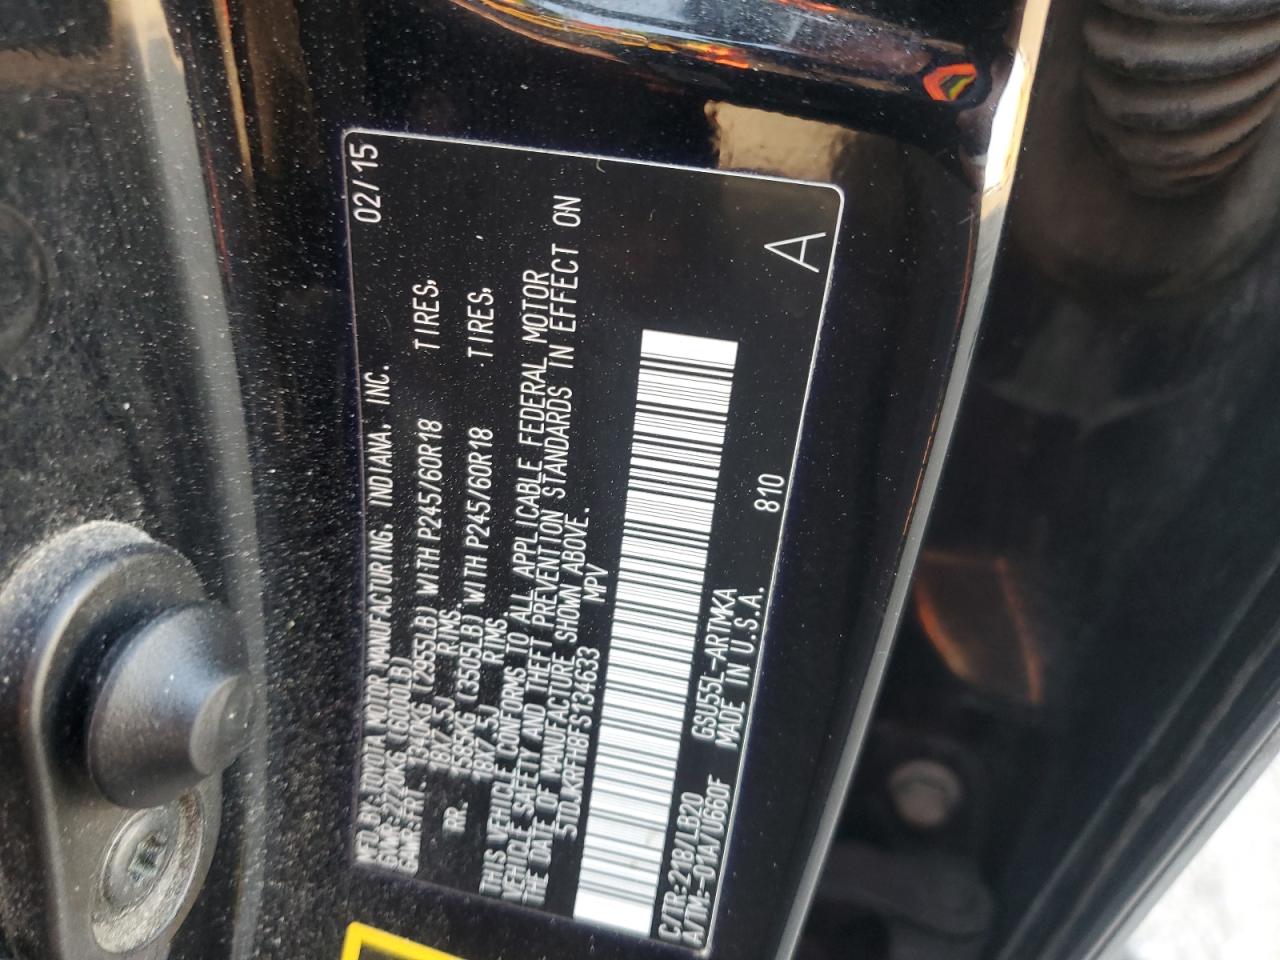 MFD. BY: TOYOTA MOTOR MANUFACTURING, INDIANA, INC. 02/15
GVWR:2720KG (6000LB)
GAWR:FRT. 1340KG (2955LB) WITH P245/60R18 TIRES,
18X7.5J RIMS.
RR. 1585KG (3505LB) WITH P245/60R18 TIRES,
18X7.5J RIMS.
THIS VEHICLE CONFORMS TO ALL APPLICABLE FEDERAL MOTOR
VEHICLE SAFETY AND THEFT PREVENTION STANDARDS IN EFFECT ON
THE DATE OF MANUFACTURE SHOWN ABOVE.
5TDJKRFH8FS134633 MPV
C/TR:218/LB20 GSU55L-ARTMKA 810 A
A/TM:-01A/U660F MADE IN U.S.A.